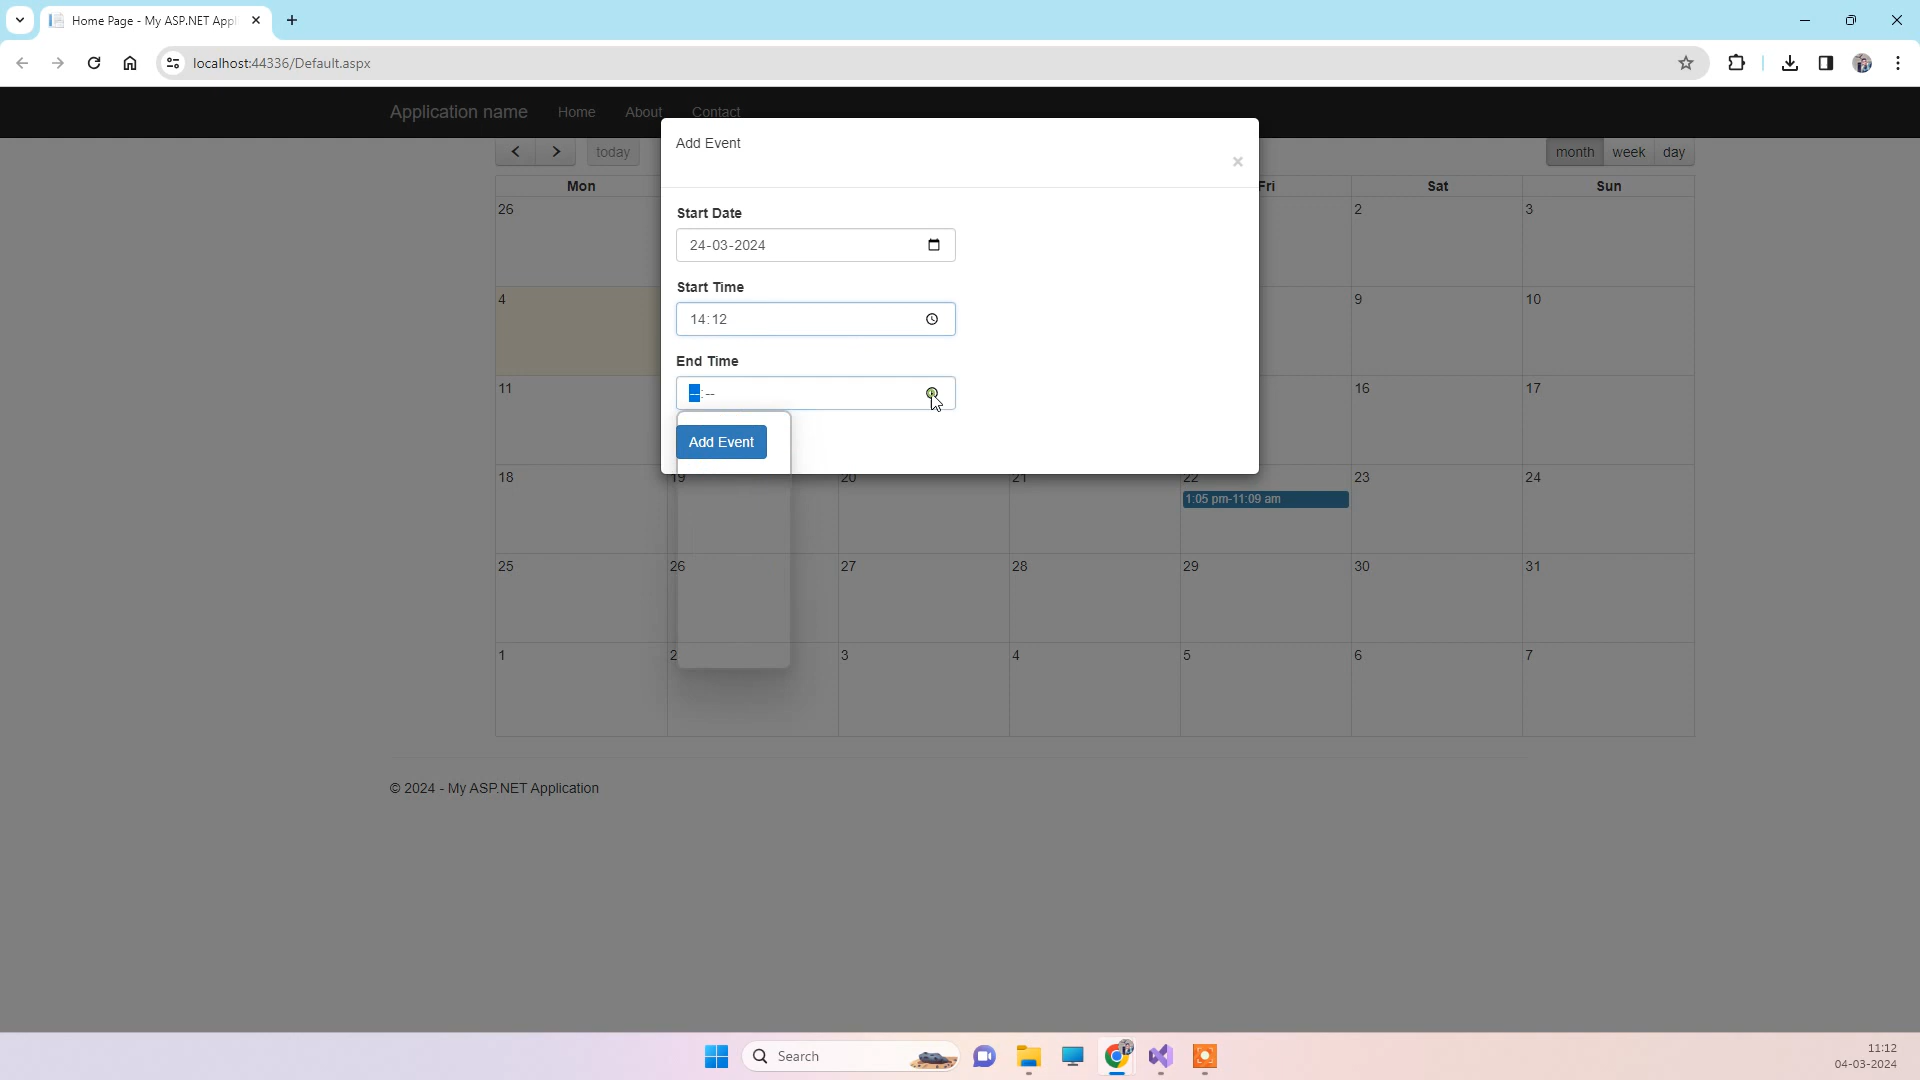 Home Page - My ASP.NET Appl
localhost:44336/Default.aspx
Application name Home About Contact
Add Event
×
today
month week day
Mon Fri Sat Sun
Start Date
24-03-2024
Start Time
14:12
End Time
--:--
Add Event
26 2 3
4 9 10
11 16 17
18 19 20 21 22 23 24
1:05 pm-11:09 am
25 26 27 28 29 30 31
1 2 3 4 5 6 7
© 2024 - My ASP.NET Application
Search
11:12
04-03-2024